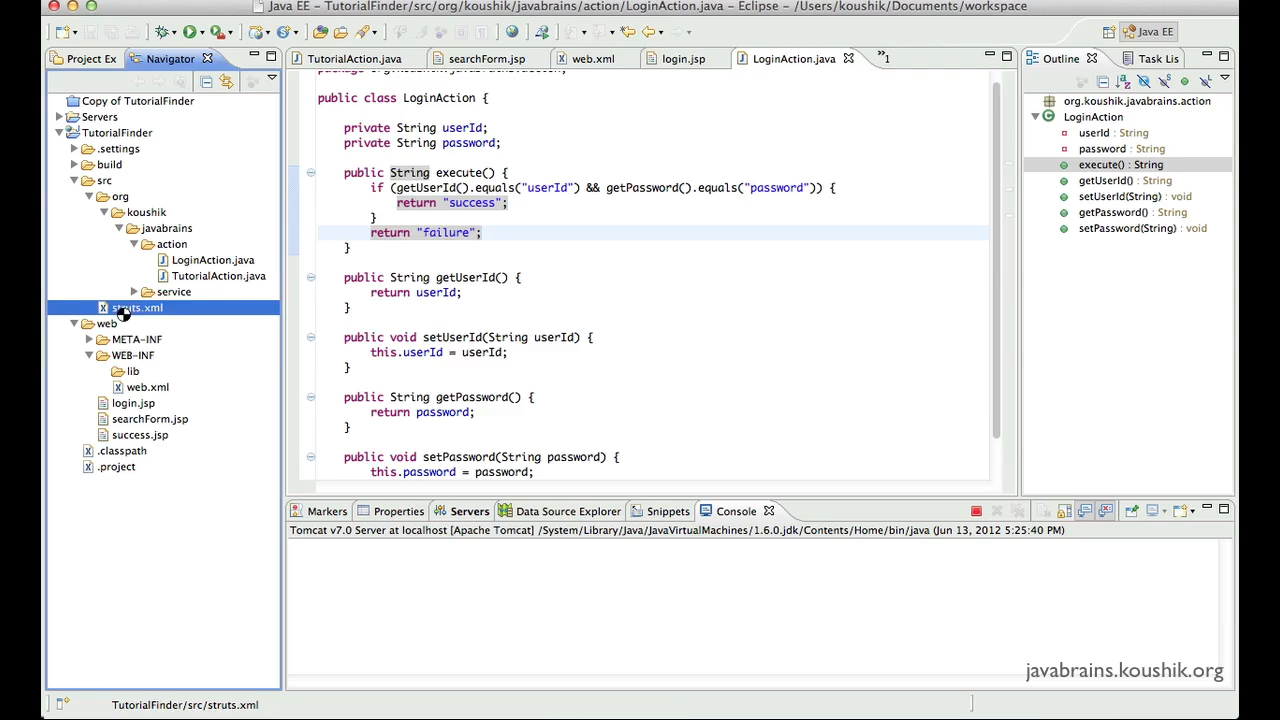 Java EE - TutorialFinder/src/org/koushik/javabrains/action/LoginAction.java - Eclipse - /Users/koushik/Documents/workspace
Java EE
Project Ex
Navigator
TutorialAction.java
searchForm.jsp
web.xml
login.jsp
LoginAction.java
1
Outline
Task Lis
Copy of TutorialFinder
Servers
TutorialFinder
.settings
build
src
org
koushik
javabrains
action
LoginAction.java
TutorialAction.java
service
struts.xml
web
META-INF
WEB-INF
lib
web.xml
login.jsp
searchForm.jsp
success.jsp
.classpath
.project
public class LoginAction {
private String userId;
private String password;
public String execute() {
if (getUserId().equals("userId") && getPassword().equals("password")) {
return "success";
}
return "failure";
}
public String getUserId() {
return userId;
}
public void setUserId(String userId) {
this.userId = userId;
}
public String getPassword() {
return password;
}
public void setPassword(String password) {
this.password = password;
org.koushik.javabrains.action
LoginAction
userId : String
password : String
execute() : String
getUserId() : String
setUserId(String) : void
getPassword() : String
setPassword(String) : void
Markers
Properties
Servers
Data Source Explorer
Snippets
Console
Tomcat v7.0 Server at localhost [Apache Tomcat] /System/Library/Java/JavaVirtualMachines/1.6.0.jdk/Contents/Home/bin/java (Jun 13, 2012 5:25:40 PM)
javabrains.koushik.org
TutorialFinder/src/struts.xml